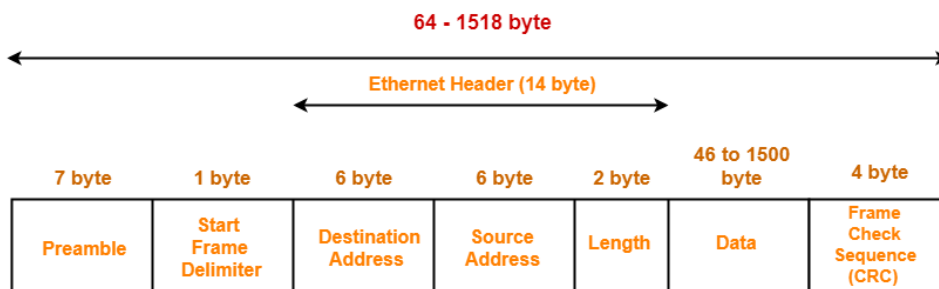 64 - 1518 byte
Ethernet Header (14 byte)
7 byte
1 byte
6 byte
6 byte
2 byte
46 to 1500
byte
4 byte
Preamble
Start
Frame
Delimiter
Destination
Address
Source
Address
Length
Data
Frame
Check
Sequence
(CRC)